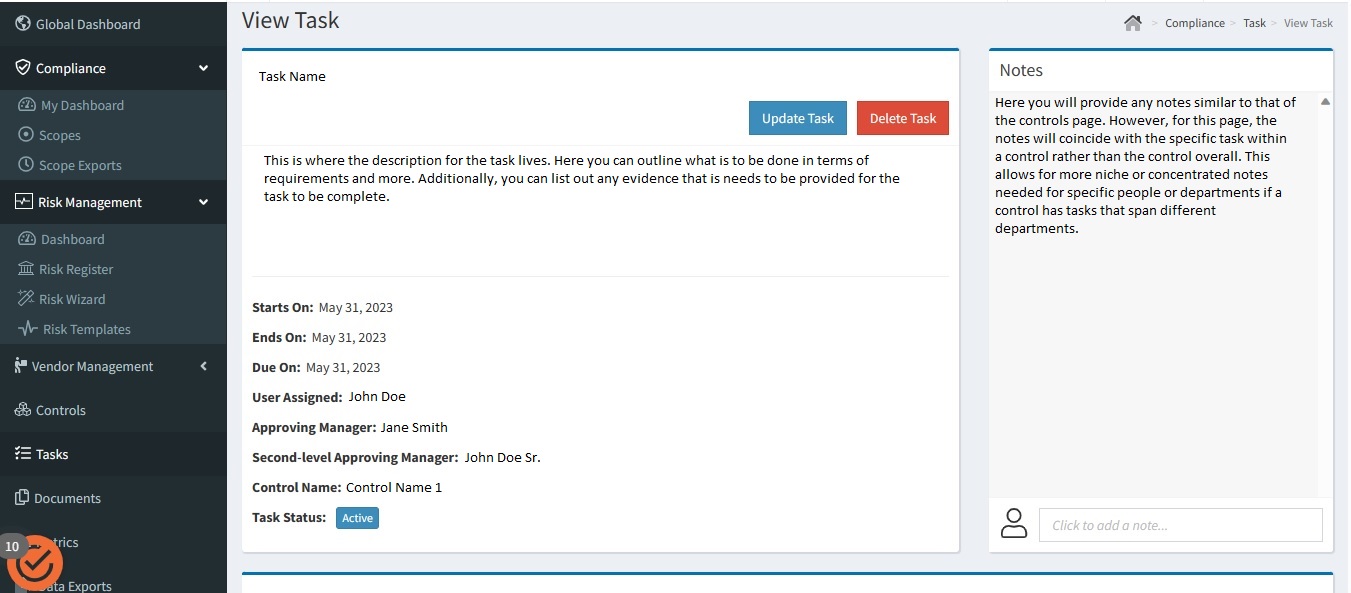 Global Dashboard
Compliance
My Dashboard
Scopes
Scope Exports
Risk Management
Dashboard
Risk Register
Risk Wizard
Risk Templates
Vendor Management
Controls
Tasks
Documents
10
trics
ata Exports
View Task
> Compliance > Task > View Task
Task Name
Update Task
Delete Task
This is where the description for the task lives. Here you can outline what is to be done in terms of
requirements and more. Additionally, you can list out any evidence that is needs to be provided for the
task to be complete.
Starts On: May 31, 2023
Ends On: May 31, 2023
Due On: May 31, 2023
User Assigned: John Doe
Approving Manager: Jane Smith
Second-level Approving Manager: John Doe Sr.
Control Name: Control Name 1
Task Status: Active
Notes
Here you will provide any notes similar to that of
the controls page. However, for this page, the
notes will coincide with the specific task within
a control rather than the control overall. This
allows for more niche or concentrated notes
needed for specific people or departments if a
control has tasks that span different
departments.
Click to add a note...